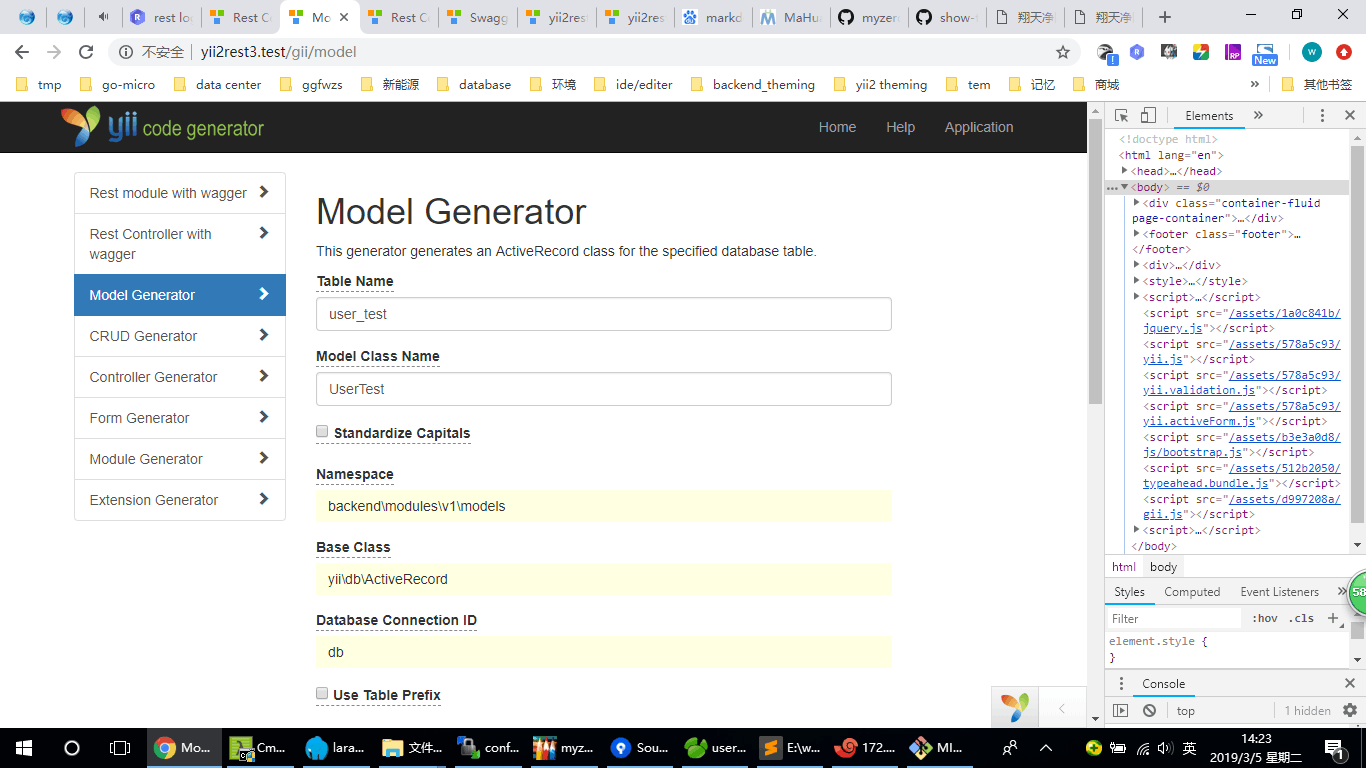 rest loc
Rest Co
Mo
Rest Co
Swagg
yii2res
yii2res
markd
MaHua
myzero
show-
翔天净
翔天净
不安全 | yii2rest3.test/gii/model
New
W
tmp
go-micro
data center
ggfwzs
新能源
database
环境
ide/editer
backend_theming
yii2 theming
tem
记忆
商城
»
其他书签
yii code generator
Home
Help
Application
Rest module with wagger
Rest Controller with
wagger
Model Generator
CRUD Generator
Controller Generator
Form Generator
Module Generator
Extension Generator
Model Generator
This generator generates an ActiveRecord class for the specified database table.
Table Name
user_test
Model Class Name
UserTest
Standardize Capitals
Namespace
backend\modules\v1\models
Base Class
yii\db\ActiveRecord
Database Connection ID
db
Use Table Prefix
Elements »
<!doctype html>
<html lang="en">
<head>…</head>
<body> == $0
<div class="container-fluid
page-container">…</div>
<footer class="footer">…
</footer>
<div>…</div>
<style>…</style>
<script>…</script>
<script src="/assets/1a0c841b/
jquery.js"></script>
<script src="/assets/578a5c93/
yii.js"></script>
<script src="/assets/578a5c93/
yii.validation.js"></script>
<script src="/assets/578a5c93/
yii.activeForm.js"></script>
<script src="/assets/b3e3a0d8/
js/bootstrap.js"></script>
<script src="/assets/512b2050/
typeahead.bundle.js"></script>
<script src="/assets/d997208a/
gii.js"></script>
<script>…</script>
</body>
html body
Styles Computed Event Listeners »
58
Filter :hov .cls +
element.style {
}
Console
top 1 hidden
Mo...
Cm...
lara...
文件...
conf...
myz...
Sou...
user...
E:\w...
172....
MI...
英
14:23
2019/3/5 星期二
1